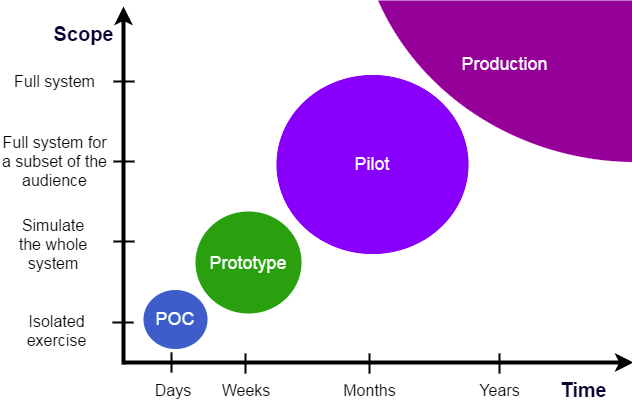 Scope
Full system
Full system for
a subset of the
audience
Simulate
the whole
system
Isolated
exercise
Production
Pilot
Prototype
POC
Days
Weeks
Months
Years
Time